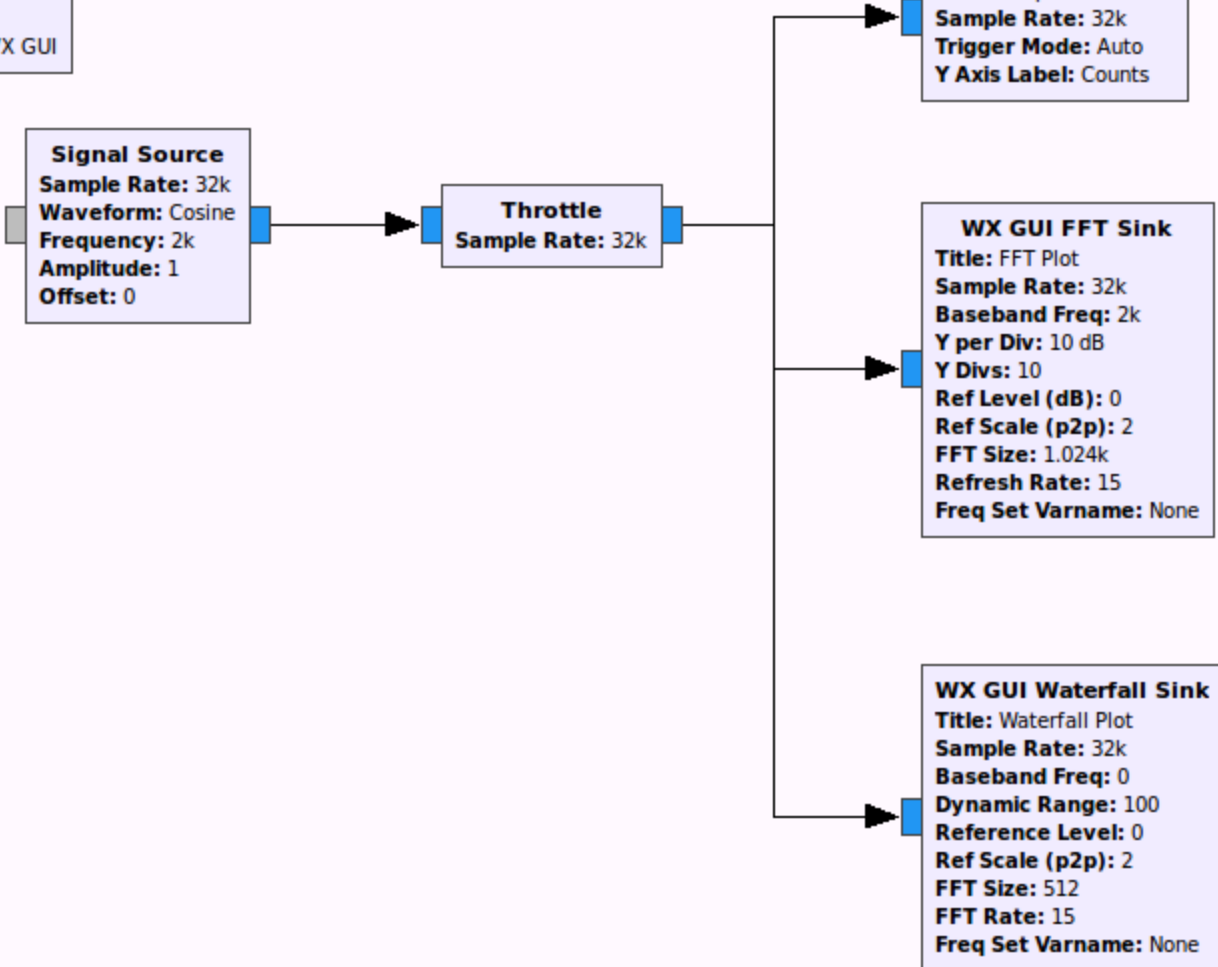 X GUI
Sample Rate: 32k
Trigger Mode: Auto
Y Axis Label: Counts
Signal Source
Sample Rate: 32k
Waveform: Cosine
Frequency: 2k
Amplitude: 1
Offset: 0
Throttle
Sample Rate: 32k
WX GUI FFT Sink
Title: FFT Plot
Sample Rate: 32k
Baseband Freq: 2k
Y per Div: 10 dB
Y Divs: 10
Ref Level (dB): 0
Ref Scale (p2p): 2
FFT Size: 1.024k
Refresh Rate: 15
Freq Set Varname: None
WX GUI Waterfall Sink
Title: Waterfall Plot
Sample Rate: 32k
Baseband Freq: 0
Dynamic Range: 100
Reference Level: 0
Ref Scale (p2p): 2
FFT Size: 512
FFT Rate: 15
Freq Set Varname: None